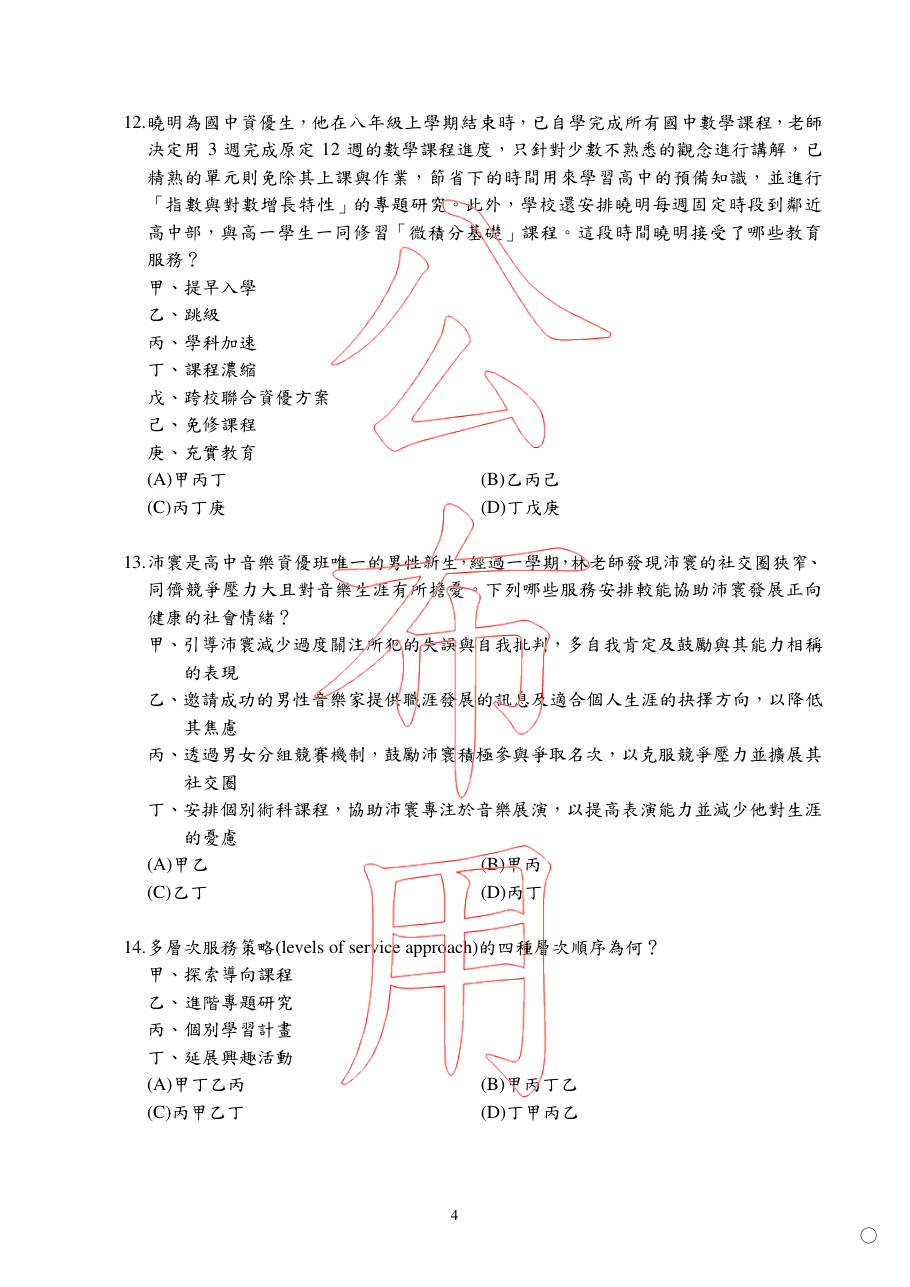 12.曉明為國中資優生，他在八年級上學期結束時，已自學完成所有國中數學課程，老師
決定用 3 週完成原定 12 週的數學課程進度，只針對少數不熟悉的觀念進行講解，已
精熟的單元則免除其上課與作業，節省下的時間用來學習高中的預備知識，並進行
「指數與對數增長特性」的專題研究。此外，學校還安排曉明每週固定時段到鄰近
高中部，與高一學生一同修習「微積分基礎」課程。這段時間曉明接受了哪些教育
服務？
甲、提早入學
乙、跳級
丙、學科加速
丁、課程濃縮
戊、跨校聯合資優方案
己、免修課程
庚、充實教育
(A)甲丙丁 (B)乙丙己
(C)丙丁庚 (D)丁戊庚
13.沛寰是高中音樂資優班唯一的男性新生，經過一學期，林老師發現沛寰的社交圈狹窄、
同儕競爭壓力大且對音樂生涯有所擔憂。下列哪些服務安排較能協助沛寰發展正向
健康的社會情緒？
甲、引導沛寰減少過度關注所犯的失誤與自我批判，多自我肯定及鼓勵與其能力相稱
的表現
乙、邀請成功的男性音樂家提供職涯發展的訊息及適合個人生涯的抉擇方向，以降低
其焦慮
丙、透過男女分組競賽機制，鼓勵沛寰積極參與爭取名次，以克服競爭壓力並擴展其
社交圈
丁、安排個別術科課程，協助沛寰專注於音樂展演，以提高表演能力並減少他對生涯
的憂慮
(A)甲乙 (B)甲丙
(C)乙丁 (D)丙丁
14.多層次服務策略(levels of service approach)的四種層次順序為何？
甲、探索導向課程
乙、進階專題研究
丙、個別學習計畫
丁、延展興趣活動
(A)甲丁乙丙 (B)甲丙丁乙
(C)丙甲乙丁 (D)丁甲丙乙
公布用
4